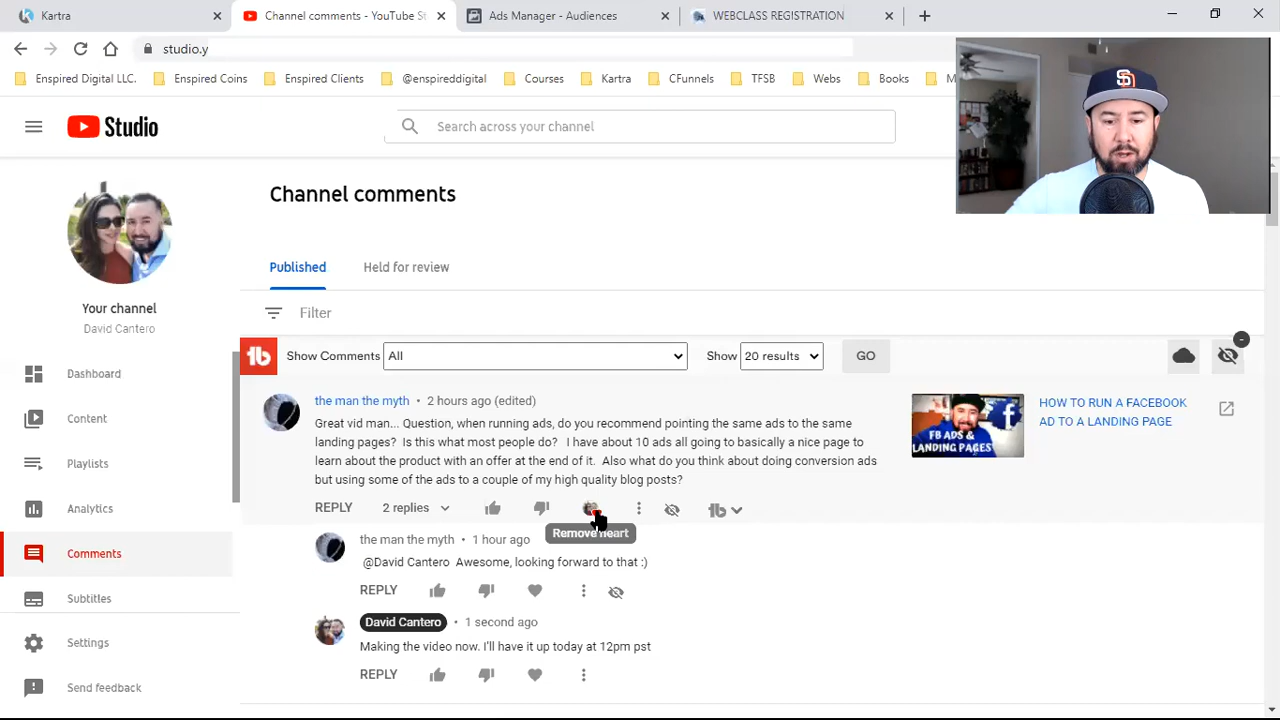 Kartra
Channel comments - YouTube St
Ads Manager - Audiences
WEBCLASS REGISTRATION
studio.y
Enspired Digital LLC.
Enspired Coins
Enspired Clients
@enspireddigital
Courses
Kartra
CFunnels
TFSB
Webs
Books
M
Studio
Search across your channel
Your channel
David Cantero
Dashboard
Content
Playlists
Analytics
Comments
Subtitles
Settings
Send feedback
Channel comments
Published
Held for review
Filter
Show Comments
All
Show
20 results
GO
the man the myth • 2 hours ago (edited)
Great vid man... Question, when running ads, do you recommend pointing the same ads to the same
landing pages? Is this what most people do? I have about 10 ads all going to basically a nice page to
learn about the product with an offer at the end of it. Also what do you think about doing conversion ads
but using some of the ads to a couple of my high quality blog posts?
FB ADS &
LANDING PAGES
HOW TO RUN A FACEBOOK
AD TO A LANDING PAGE
REPLY
2 replies
Remove heart
the man the myth • 1 hour ago
@David Cantero Awesome, looking forward to that :)
REPLY
David Cantero • 1 second ago
Making the video now. I'll have it up today at 12pm pst
REPLY